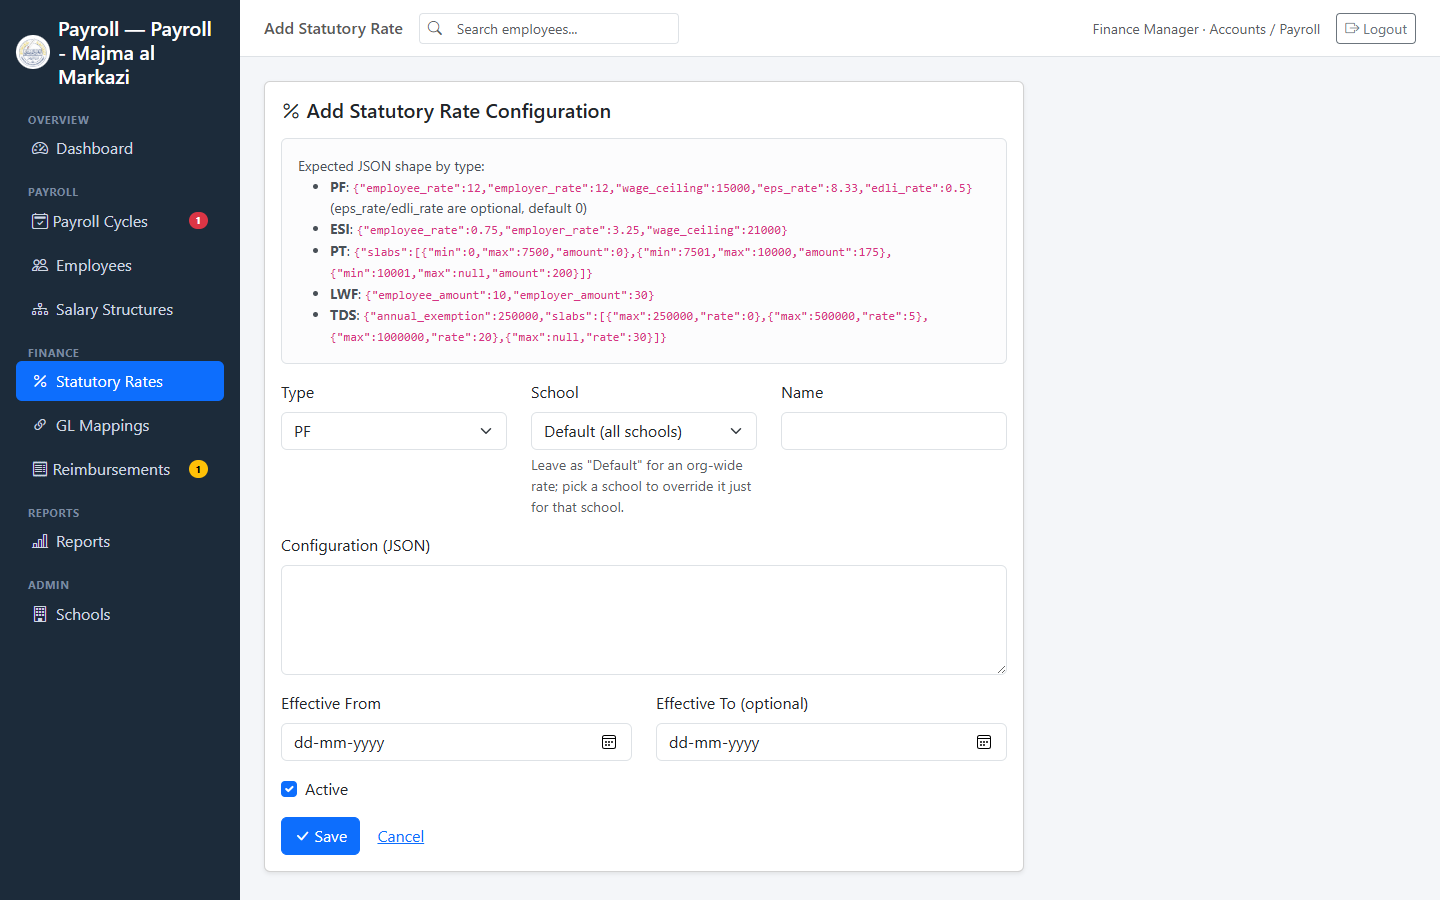 Payroll — Payroll
- Majma al
Markazi
OVERVIEW
Dashboard
PAYROLL
Payroll Cycles 1
Employees
Salary Structures
FINANCE
Statutory Rates
GL Mappings
Reimbursements 1
REPORTS
Reports
ADMIN
Schools
Add Statutory Rate
Search employees...
Finance Manager · Accounts / Payroll
Logout
Add Statutory Rate Configuration
Expected JSON shape by type:
PF: {"employee_rate":12,"employer_rate":12,"wage_ceiling":15000,"eps_rate":8.33,"edli_rate":0.5}
(eps_rate/edli_rate are optional, default 0)
ESI: {"employee_rate":0.75,"employer_rate":3.25,"wage_ceiling":21000}
PT: {"slabs":[{"min":0,"max":7500,"amount":0},{"min":7501,"max":10000,"amount":175},
{"min":10001,"max":null,"amount":200}]}
LWF: {"employee_amount":10,"employer_amount":30}
TDS: {"annual_exemption":250000,"slabs":[{"max":250000,"rate":0},{"max":500000,"rate":5},
{"max":1000000,"rate":20},{"max":null,"rate":30}]}
Type
PF
School
Default (all schools)
Leave as "Default" for an org-wide
rate; pick a school to override it just
for that school.
Name
Configuration (JSON)
Effective From
dd-mm-yyyy
Effective To (optional)
dd-mm-yyyy
Active
Save
Cancel